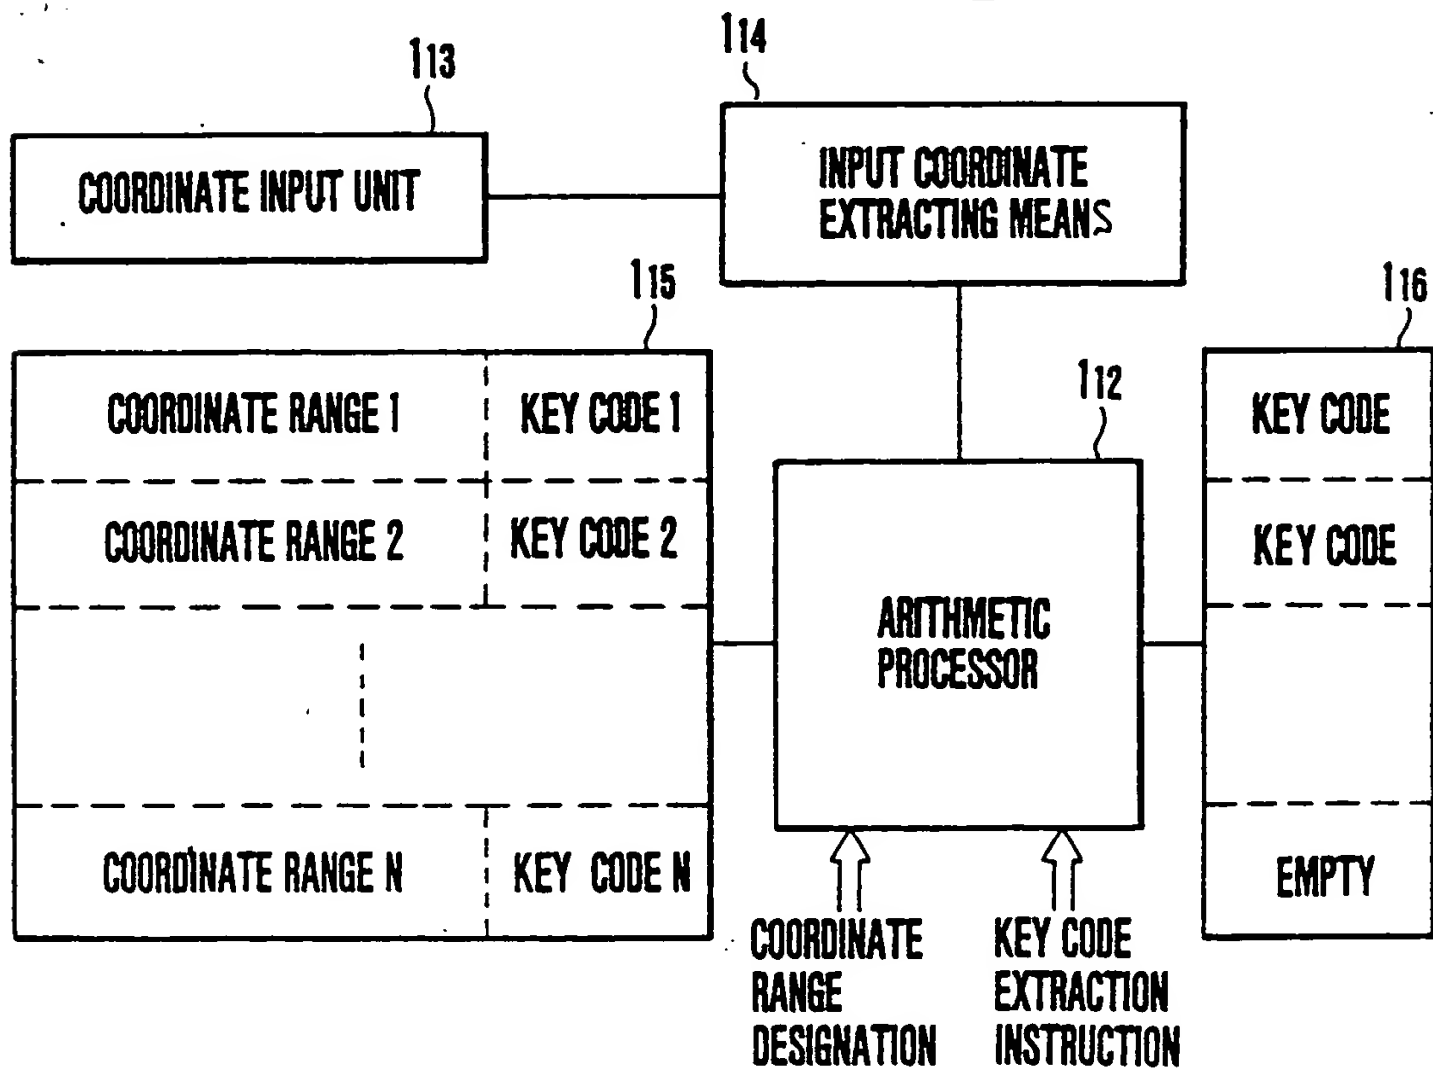 113
114
COORDINATE INPUT UNIT
INPUT COORDINATE
EXTRACTING MEANS
115
116
COORDINATE RANGE 1
KEY CODE 1
112
KEY CODE
COORDINATE RANGE 2
KEY CODE 2
KEY CODE
ARITHMETIC
PROCESSOR
COORDINATE RANGE N
KEY CODE N
EMPTY
COORDINATE
RANGE
DESIGNATION
KEY CODE
EXTRACTION
INSTRUCTION